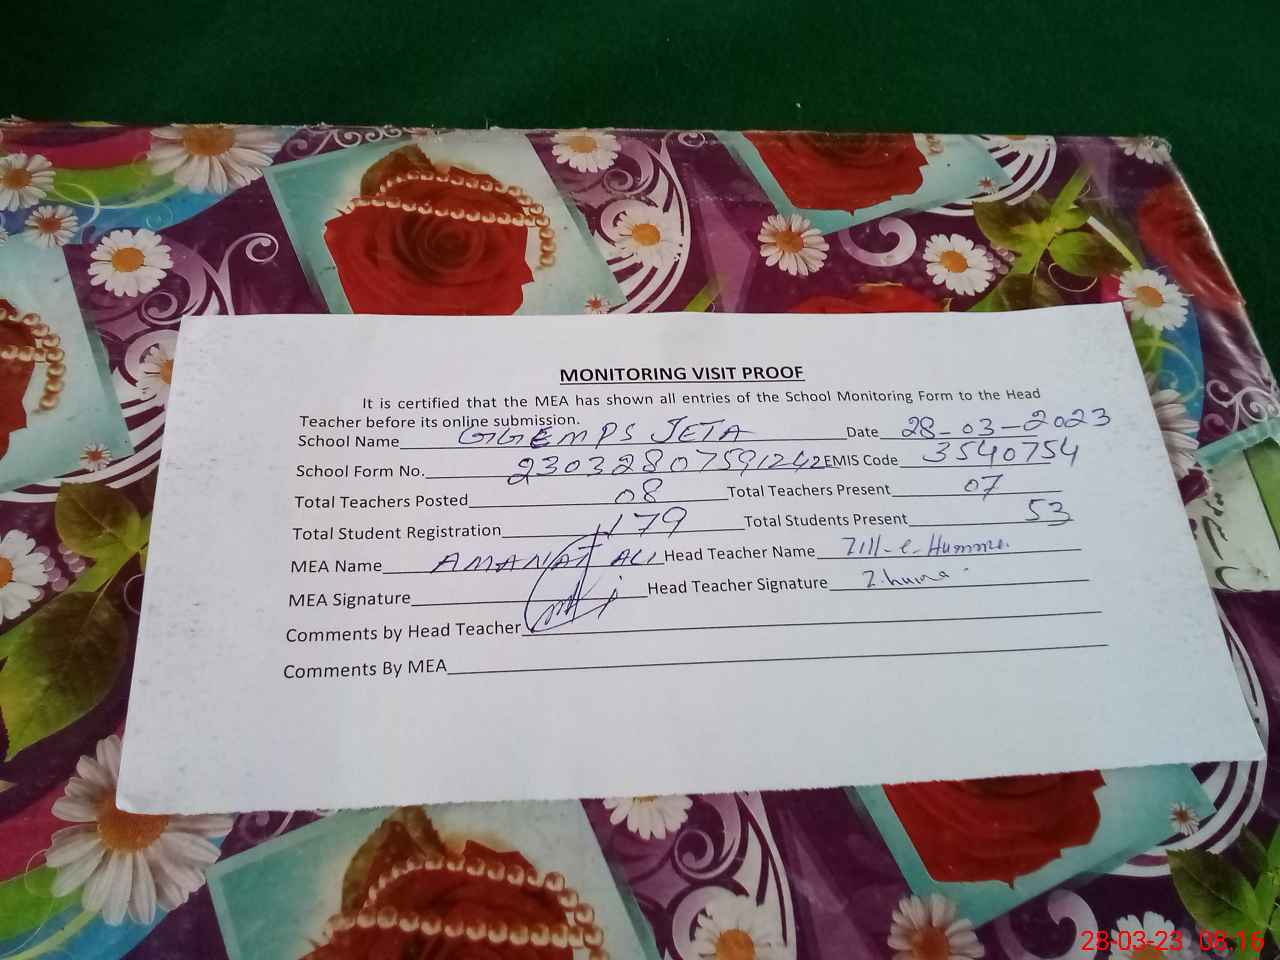 MONITORING VISIT PROOF
It is certified that the MEA has shown all entries of the School Monitoring Form to the Head
Teacher before its online submission.
School Name GGEMPS JETA Date 28-03-2023
School Form No. 23032807591242 EMIS Code 3540754
Total Teachers Posted 08 Total Teachers Present 07
Total Student Registration 179 Total Students Present 53
MEA Name AMANAT ALI Head Teacher Name Zill-e-Humma.
MEA Signature Head Teacher Signature Z.huma.
Comments by Head Teacher
Comments By MEA
28-03-23 08:16